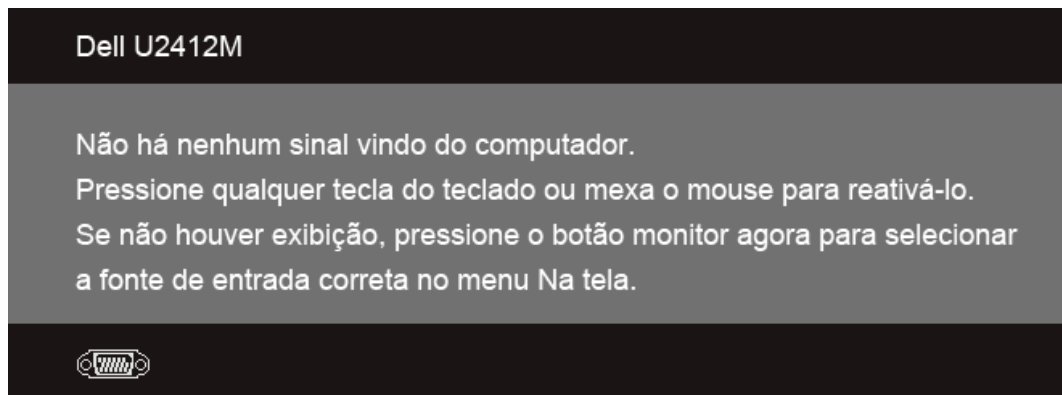 Dell U2412M
Não há nenhum sinal vindo do computador.
Pressione qualquer tecla do teclado ou mexa o mouse para reativá-lo.
Se não houver exibição, pressione o botão monitor agora para selecionar
a fonte de entrada correta no menu Na tela.